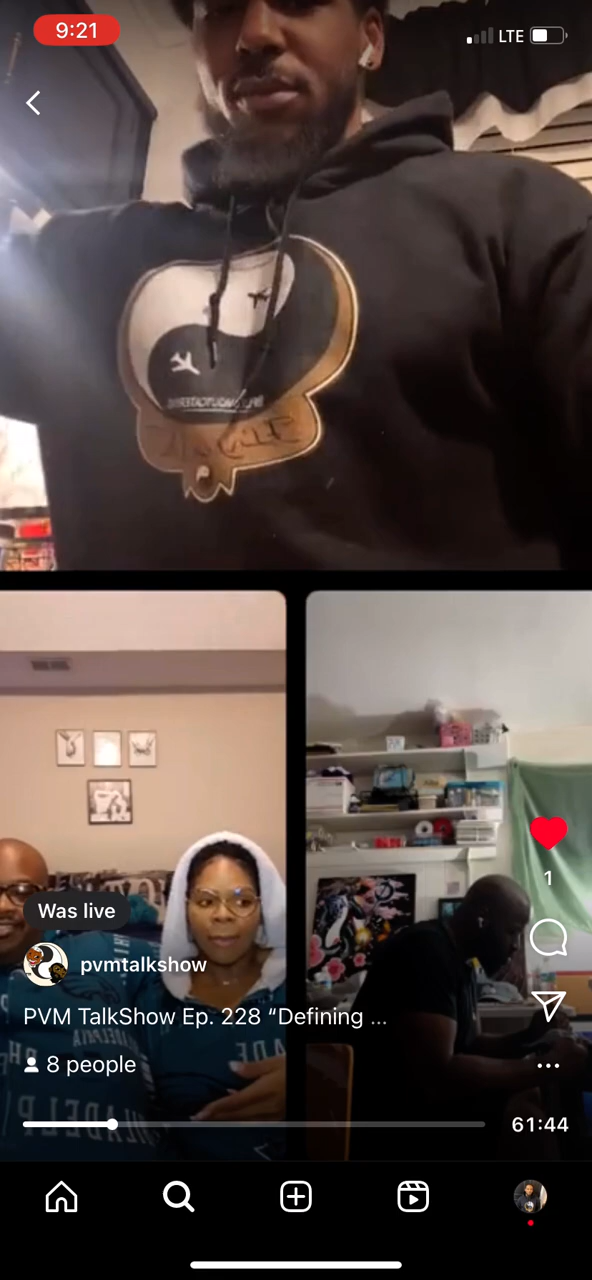 9:21
LTE
Was live
pvmtalkshow
PVM TalkShow Ep. 228 “Defining ...
8 people
1
61:44